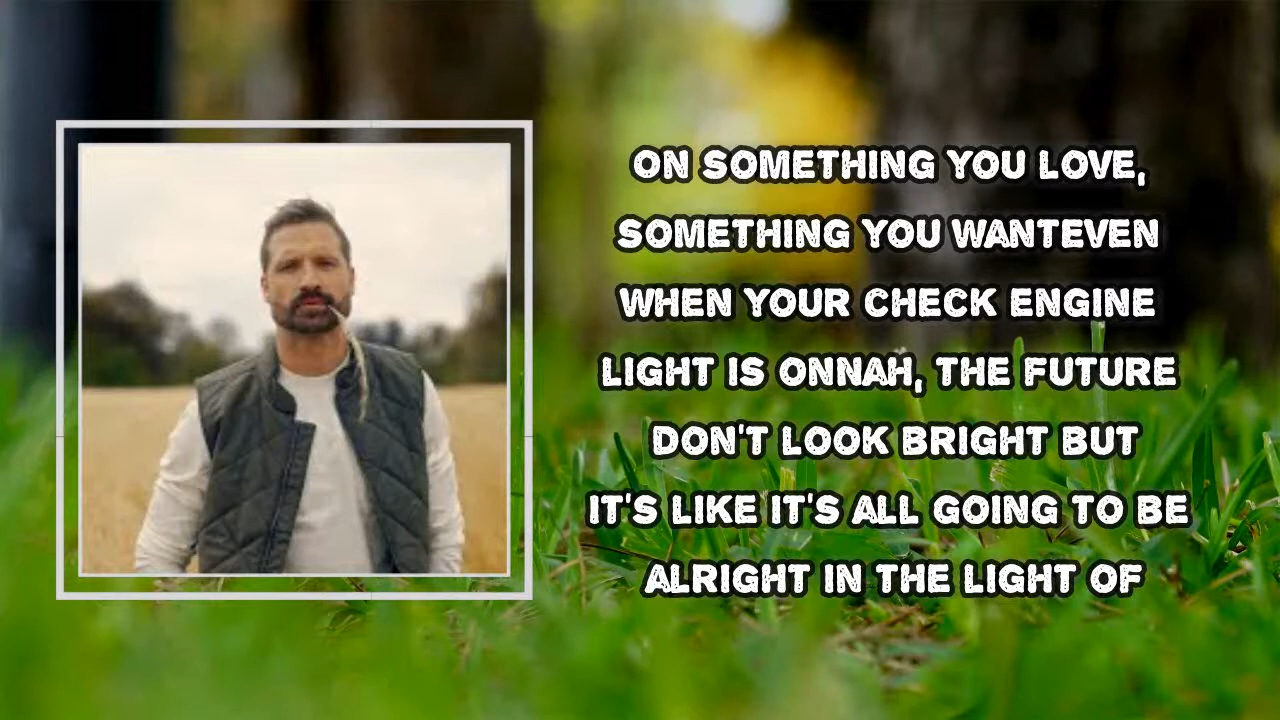 ON SOMETHING YOU LOVE,
SOMETHING YOU WANTEVEN
WHEN YOUR CHECK ENGINE
LIGHT IS ONNAH, THE FUTURE
DON'T LOOK BRIGHT BUT
IT'S LIKE IT'S ALL GOING TO BE
ALRIGHT IN THE LIGHT OF